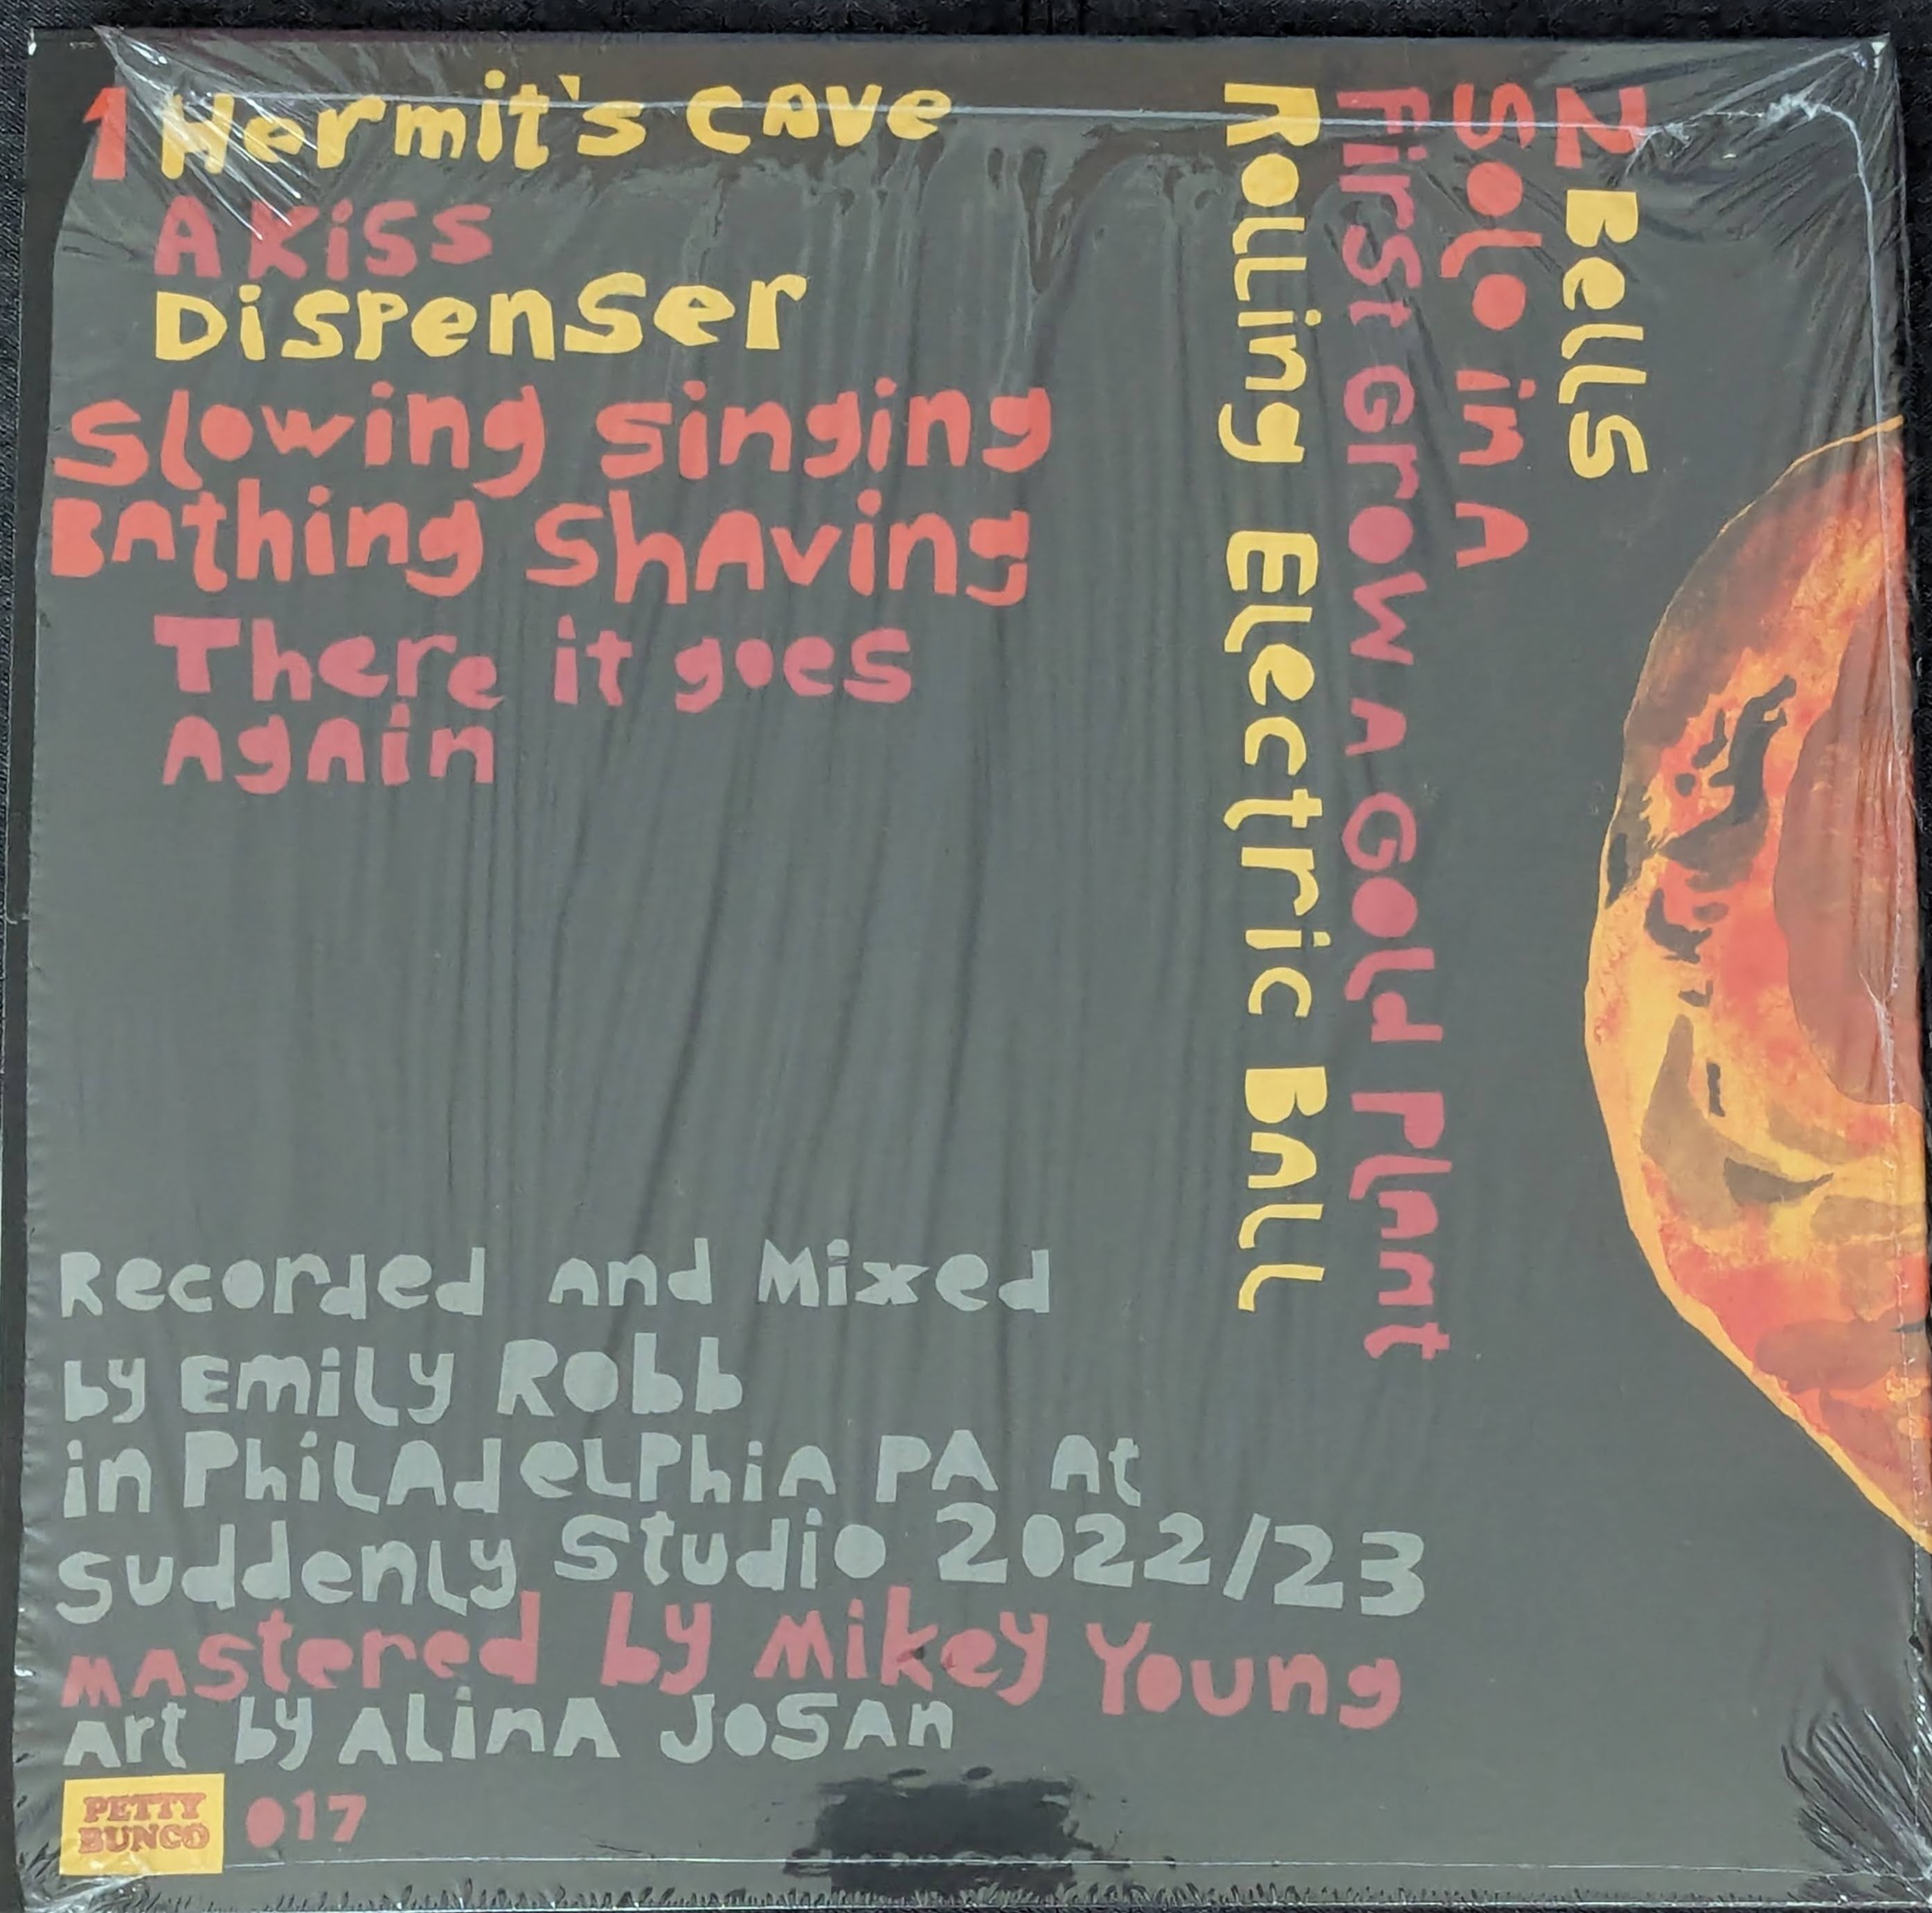 1 Hermit's cave
A Kiss
Dispenser
Slowing singing
Bathing Shaving
There it goes
Again
2 Bells
Solo in A
First Grow A Gold Plant
Rolling Electric Ball
Recorded and Mixed
by Emily Robb
in Philadelphia PA At
Suddenly Studio 2022/23
Mastered by Mikey Young
Art by Alina Josan
PETTY
BUNCO
017